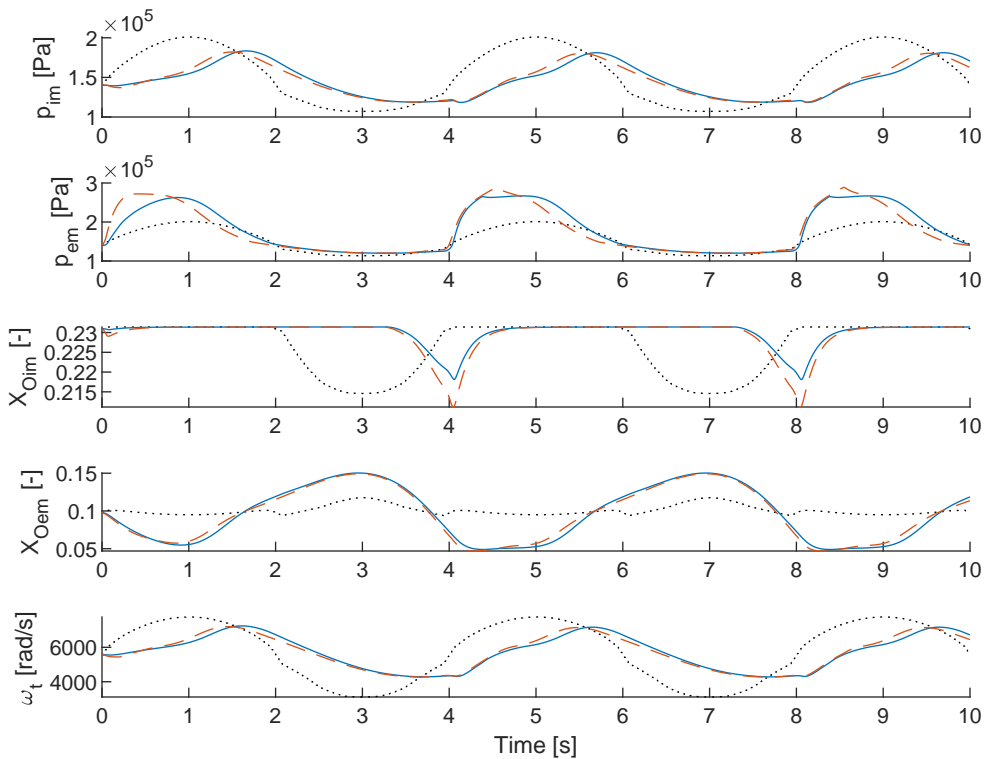 ×10⁵
2
1.5
1
p_im [Pa]
0 1 2 3 4 5 6 7 8 9 10
×10⁵
3
2
1
p_em [Pa]
0 1 2 3 4 5 6 7 8 9 10
0.23
0.225
0.22
0.215
X_Oim [-]
0 1 2 3 4 5 6 7 8 9 10
0.15
0.1
0.05
X_Oem [-]
0 1 2 3 4 5 6 7 8 9 10
6000
4000
ω_t [rad/s]
0 1 2 3 4 5 6 7 8 9 10
Time [s]